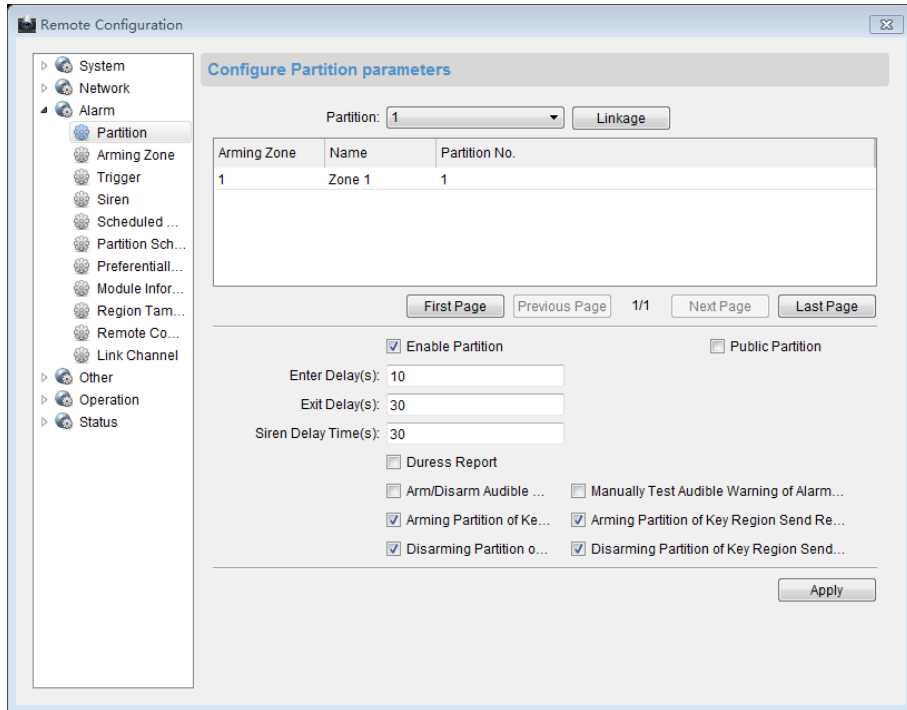 Remote Configuration
System
Network
Alarm
Partition
Arming Zone
Trigger
Siren
Scheduled ...
Partition Sch...
Preferentiall...
Module Infor...
Region Tam...
Remote Co...
Link Channel
Other
Operation
Status
Configure Partition parameters
Partition: 1 Linkage
Arming Zone Name Partition No.
1 Zone 1 1
First Page Previous Page 1/1 Next Page Last Page
Enable Partition Public Partition
Enter Delay(s): 10
Exit Delay(s): 30
Siren Delay Time(s): 30
Duress Report
Arm/Disarm Audible ... Manually Test Audible Warning of Alarm...
Arming Partition of Ke... Arming Partition of Key Region Send Re...
Disarming Partition o... Disarming Partition of Key Region Send...
Apply